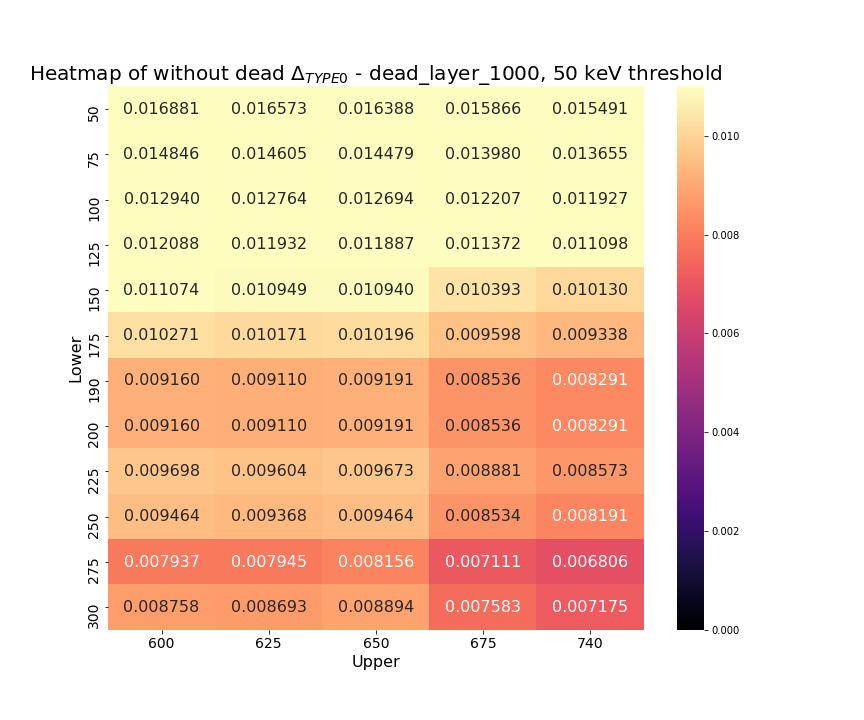 Heatmap of without dead Δ_TYPE0 - dead_layer_1000, 50 keV threshold
50 0.016881 0.016573 0.016388 0.015866 0.015491
75 0.014846 0.014605 0.014479 0.013980 0.013655
100 0.012940 0.012764 0.012694 0.012207 0.011927
125 0.012088 0.011932 0.011887 0.011372 0.011098
150 0.011074 0.010949 0.010940 0.010393 0.010130
175 0.010271 0.010171 0.010196 0.009598 0.009338
190 0.009160 0.009110 0.009191 0.008536 0.008291
200 0.009160 0.009110 0.009191 0.008536 0.008291
225 0.009698 0.009604 0.009673 0.008881 0.008573
250 0.009464 0.009368 0.009464 0.008534 0.008191
275 0.007937 0.007945 0.008156 0.007111 0.006806
300 0.008758 0.008693 0.008894 0.007583 0.007175
Lower
600 625 650 675 740
Upper
0.010
0.008
0.006
0.004
0.002
0.000